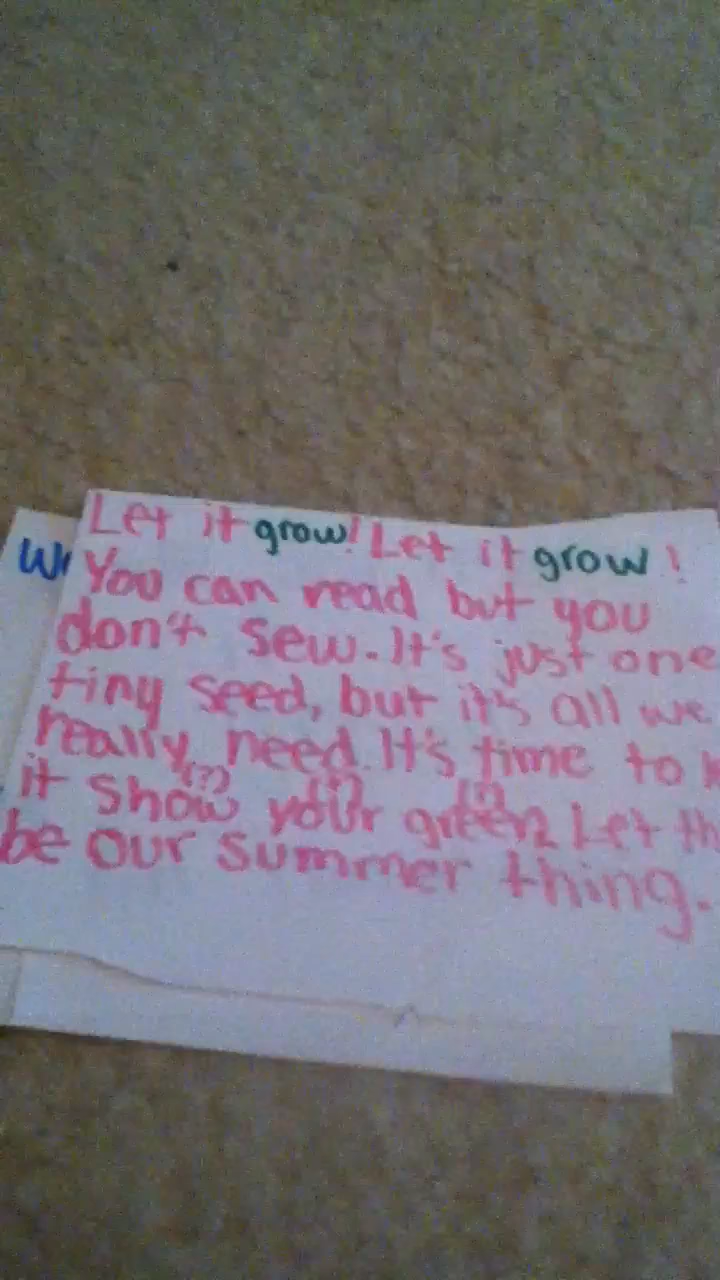 Let it grow! Let it grow!
You can read but you
don't sew. It's just one
tiny seed, but it's all we
really need. It's time to
(?) (?) (?)
it show your green. Let
be our summer thing.